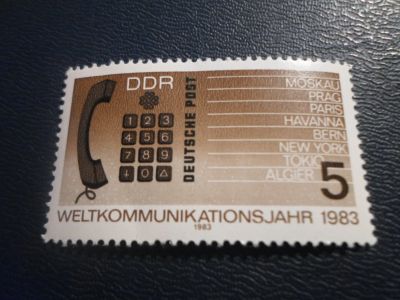 DDR
DEUTSCHE POST
1 2 3
4 5 6
7 8 9
0
MOSKAU
PRAG
PARIS
HAVANNA
BERN
NEW YORK
TOKIO
ALGIER
5
WELTKOMMUNIKATIONSJAHR 1983
1983